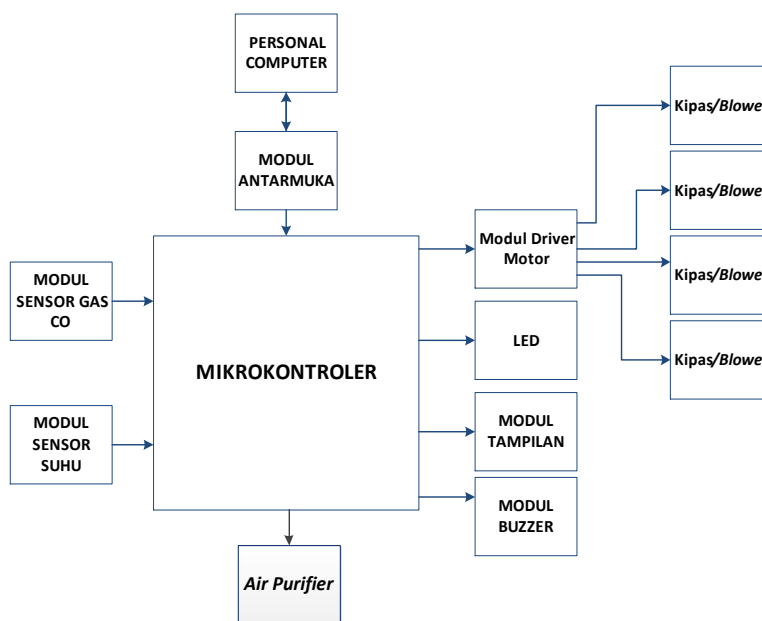 PERSONAL
COMPUTER
MODUL
ANTARMUKA
MODUL
SENSOR GAS
CO
MODUL
SENSOR
SUHU
MIKROKONTROLER
Air Purifier
Modul Driver
Motor
LED
MODUL
TAMPILAN
MODUL
BUZZER
Kipas/Blowe
Kipas/Blowe
Kipas/Blowe
Kipas/Blowe